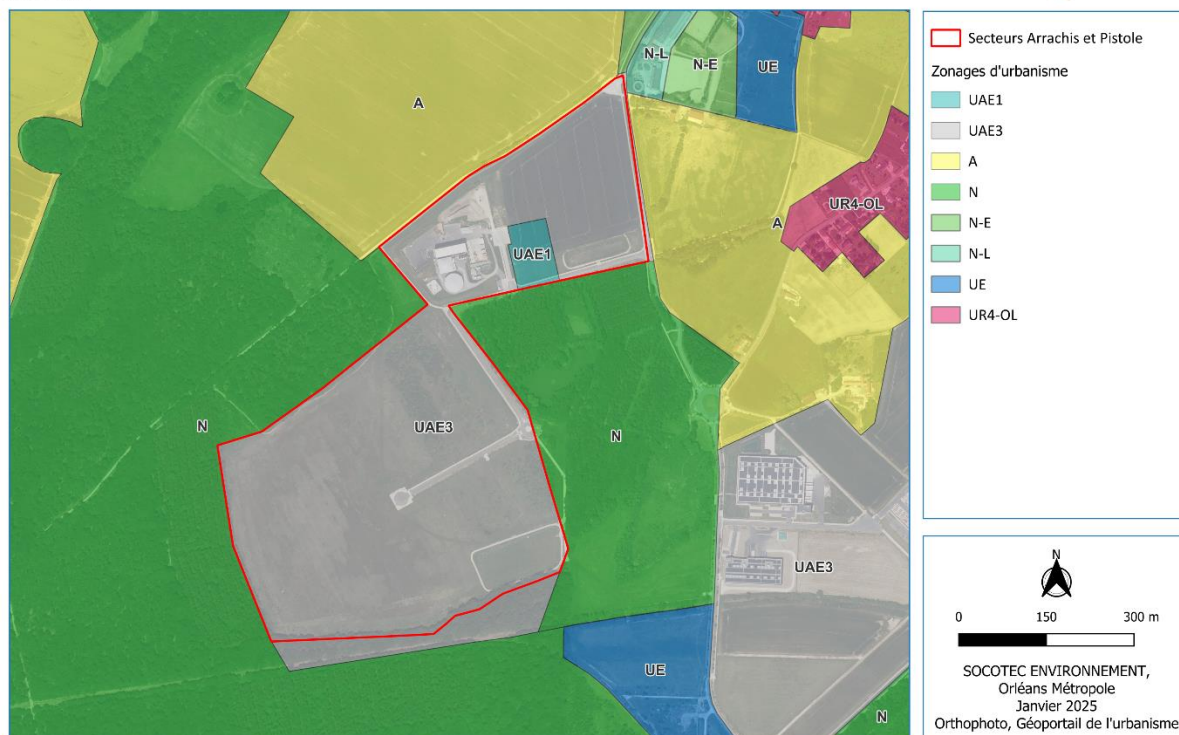 N-L
N-E
UE
A
UR4-OL
A
UAE1
N
UAE3
N
UAE3
UE
N
Secteurs Arrachis et Pistole
Zonages d'urbanisme
UAE1
UAE3
A
N
N-E
N-L
UE
UR4-OL
N
0 150 300 m
SOCOTEC ENVIRONNEMENT,
Orléans Métropole
Janvier 2025
Orthophoto, Géoportail de l'urbanisme